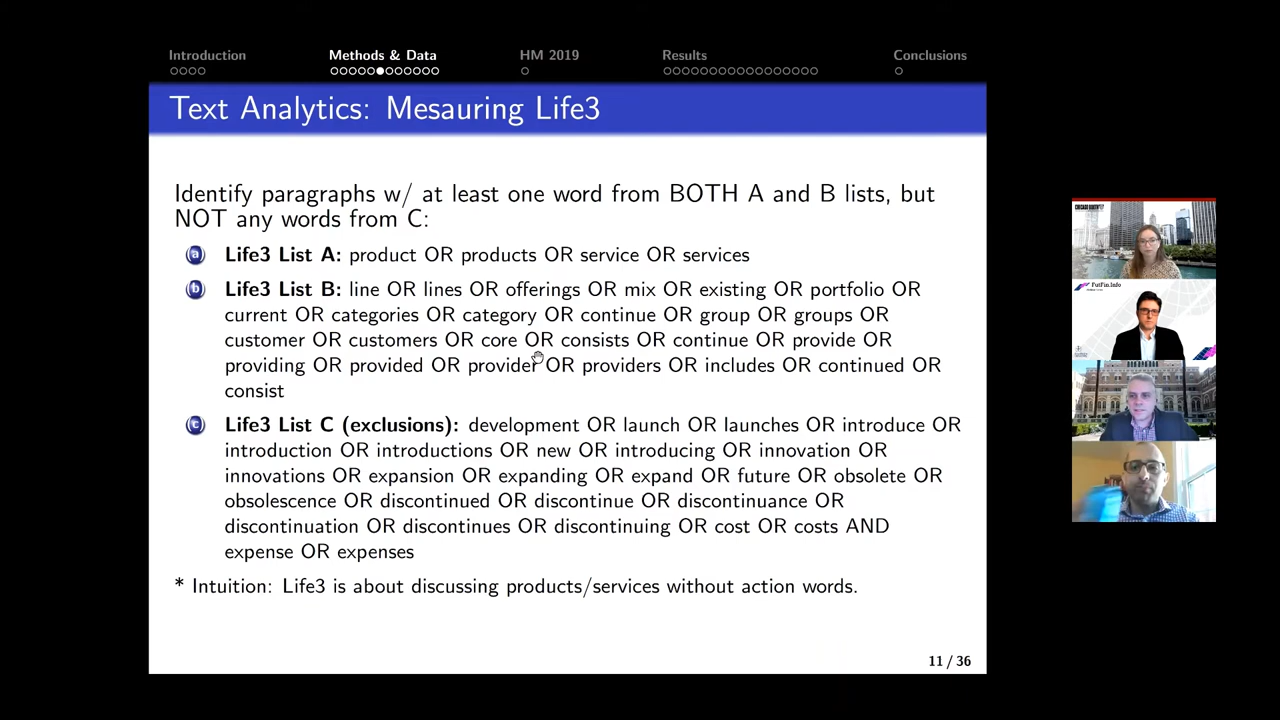 Introduction
Methods & Data
HM 2019
Results
Conclusions
Text Analytics: Mesauring Life3
Identify paragraphs w/ at least one word from BOTH A and B lists, but
NOT any words from C:
a Life3 List A: product OR products OR service OR services
b Life3 List B: line OR lines OR offerings OR mix OR existing OR portfolio OR
current OR categories OR category OR continue OR group OR groups OR
customer OR customers OR core OR consists OR continue OR provide OR
providing OR provided OR provider OR providers OR includes OR continued OR
consist
c Life3 List C (exclusions): development OR launch OR launches OR introduce OR
introduction OR introductions OR new OR introducing OR innovation OR
innovations OR expansion OR expanding OR expand OR future OR obsolete OR
obsolescence OR discontinued OR discontinue OR discontinuance OR
discontinuation OR discontinues OR discontinuing OR cost OR costs AND
expense OR expenses
* Intuition: Life3 is about discussing products/services without action words.
11 / 36
CHICAGO BOOTH
FutFin.Info